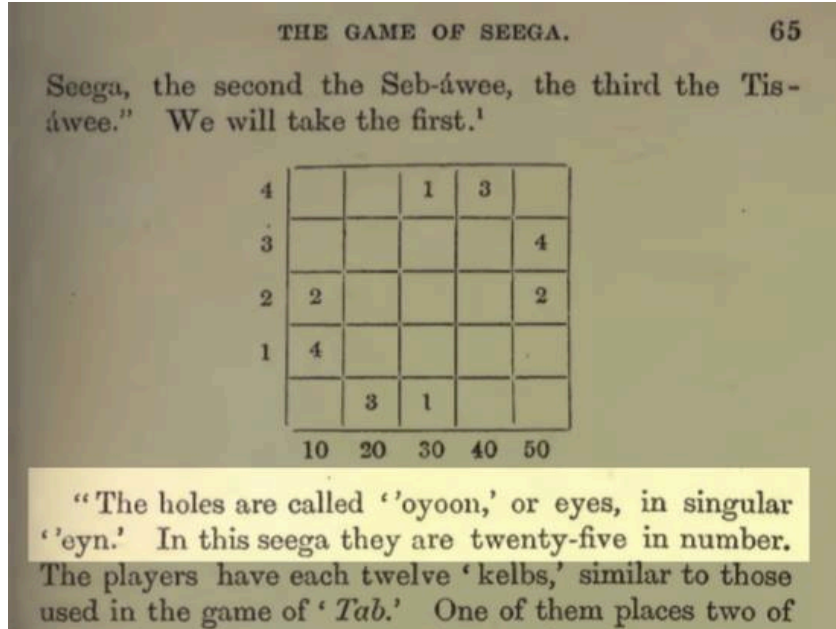 THE GAME OF SEEGA. 65
Seega, the second the Seb-áwee, the third the Tis-
áwee." We will take the first.¹
4 1 3
3 4
2 2 2
1 4
3 1
10 20 30 40 50
"The holes are called ‘’oyoon,’ or eyes, in singular
‘’eyn.’ In this seega they are twenty-five in number.
The players have each twelve ‘kelbs,’ similar to those
used in the game of ‘Tab.’ One of them places two of